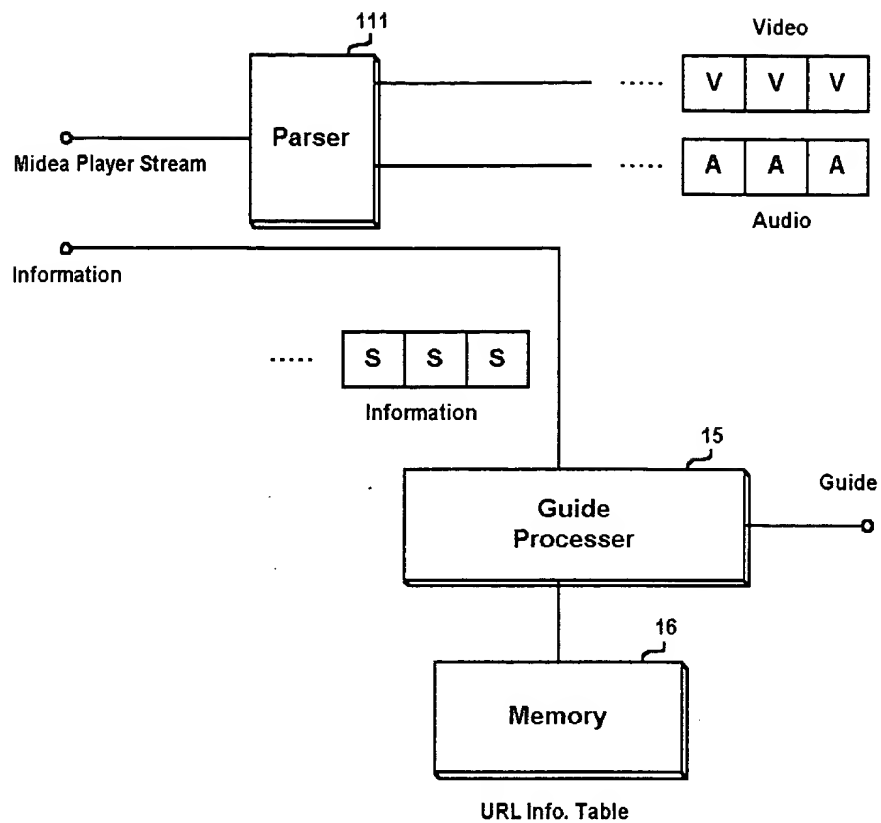 111
Video
Parser
V V V
Midea Player Stream
A A A
Audio
Information
S S S
Information
15
Guide
Processer
Guide
16
Memory
URL Info. Table